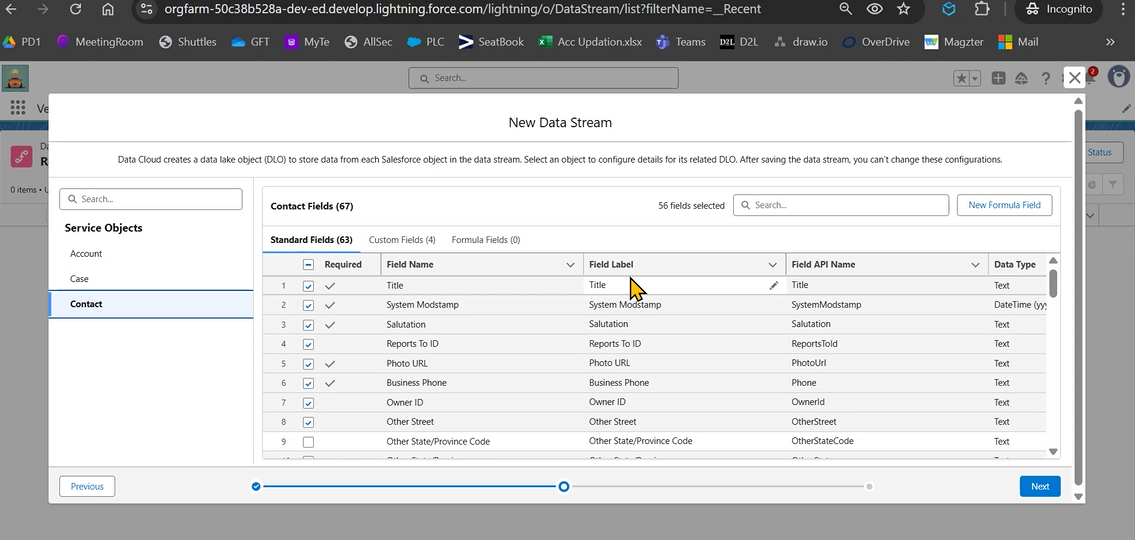 orgfarm-50c38b528a-dev-ed.develop.lightning.force.com/lightning/o/DataStream/list?filterName=__Recent
Incognito
PD1 MeetingRoom Shuttles GFT MyTe AllSec PLC SeatBook Acc Updation.xlsx Teams D2L D2L draw.io OverDrive Magzter Mail
Search...
2
Ve
New Data Stream
Da
R
Status
Data Cloud creates a data lake object (DLO) to store data from each Salesforce object in the data stream. Select an object to configure details for its related DLO. After saving the data stream, you can't change these configurations.
0 items • U
Search...
Service Objects
Account
Case
Contact
Contact Fields (67)
56 fields selected
Search...
New Formula Field
Standard Fields (63) Custom Fields (4) Formula Fields (0)
Required Field Name Field Label Field API Name Data Type
1 Title Title Title Text
2 System Modstamp System Modstamp SystemModstamp DateTime (yyy
3 Salutation Salutation Salutation Text
4 Reports To ID Reports To ID ReportsToId Text
5 Photo URL Photo URL PhotoUrl Text
6 Business Phone Business Phone Phone Text
7 Owner ID Owner ID OwnerId Text
8 Other Street Other Street OtherStreet Text
9 Other State/Province Code Other State/Province Code OtherStateCode Text
Previous
Next